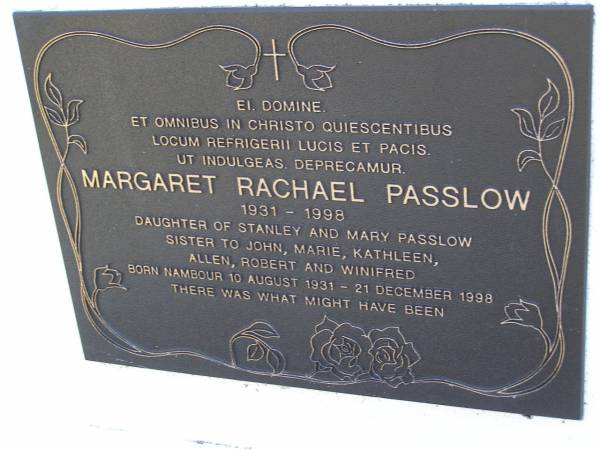 EI. DOMINE.
ET OMNIBUS IN CHRISTO QUIESCENTIBUS
LOCUM REFRIGERII LUCIS ET PACIS.
UT INDULGEAS. DEPRECAMUR.
MARGARET RACHAEL PASSLOW
1931 - 1998
DAUGHTER OF STANLEY AND MARY PASSLOW
SISTER TO JOHN, MARIE, KATHLEEN,
ALLEN, ROBERT AND WINIFRED
BORN NAMBOUR 10 AUGUST 1931 - 21 DECEMBER 1998
THERE WAS WHAT MIGHT HAVE BEEN